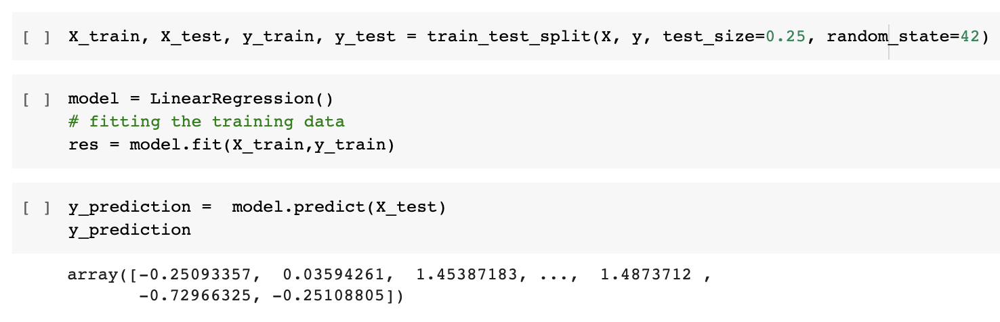 [ ] X_train, X_test, y_train, y_test = train_test_split(X, y, test_size=0.25, random_state=42)
[ ] model = LinearRegression()
# fitting the training data
res = model.fit(X_train,y_train)
[ ] y_prediction =  model.predict(X_test)
y_prediction
array([-0.25093357,  0.03594261,  1.45387183, ...,  1.4873712 ,
       -0.72966325, -0.25108805])